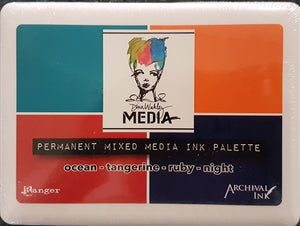 Dina Wakley
MEDIA
PERMANENT MIXED MEDIA INK PALETTE
ocean - tangerine - ruby - night
Ranger
ARCHIVAL
INK